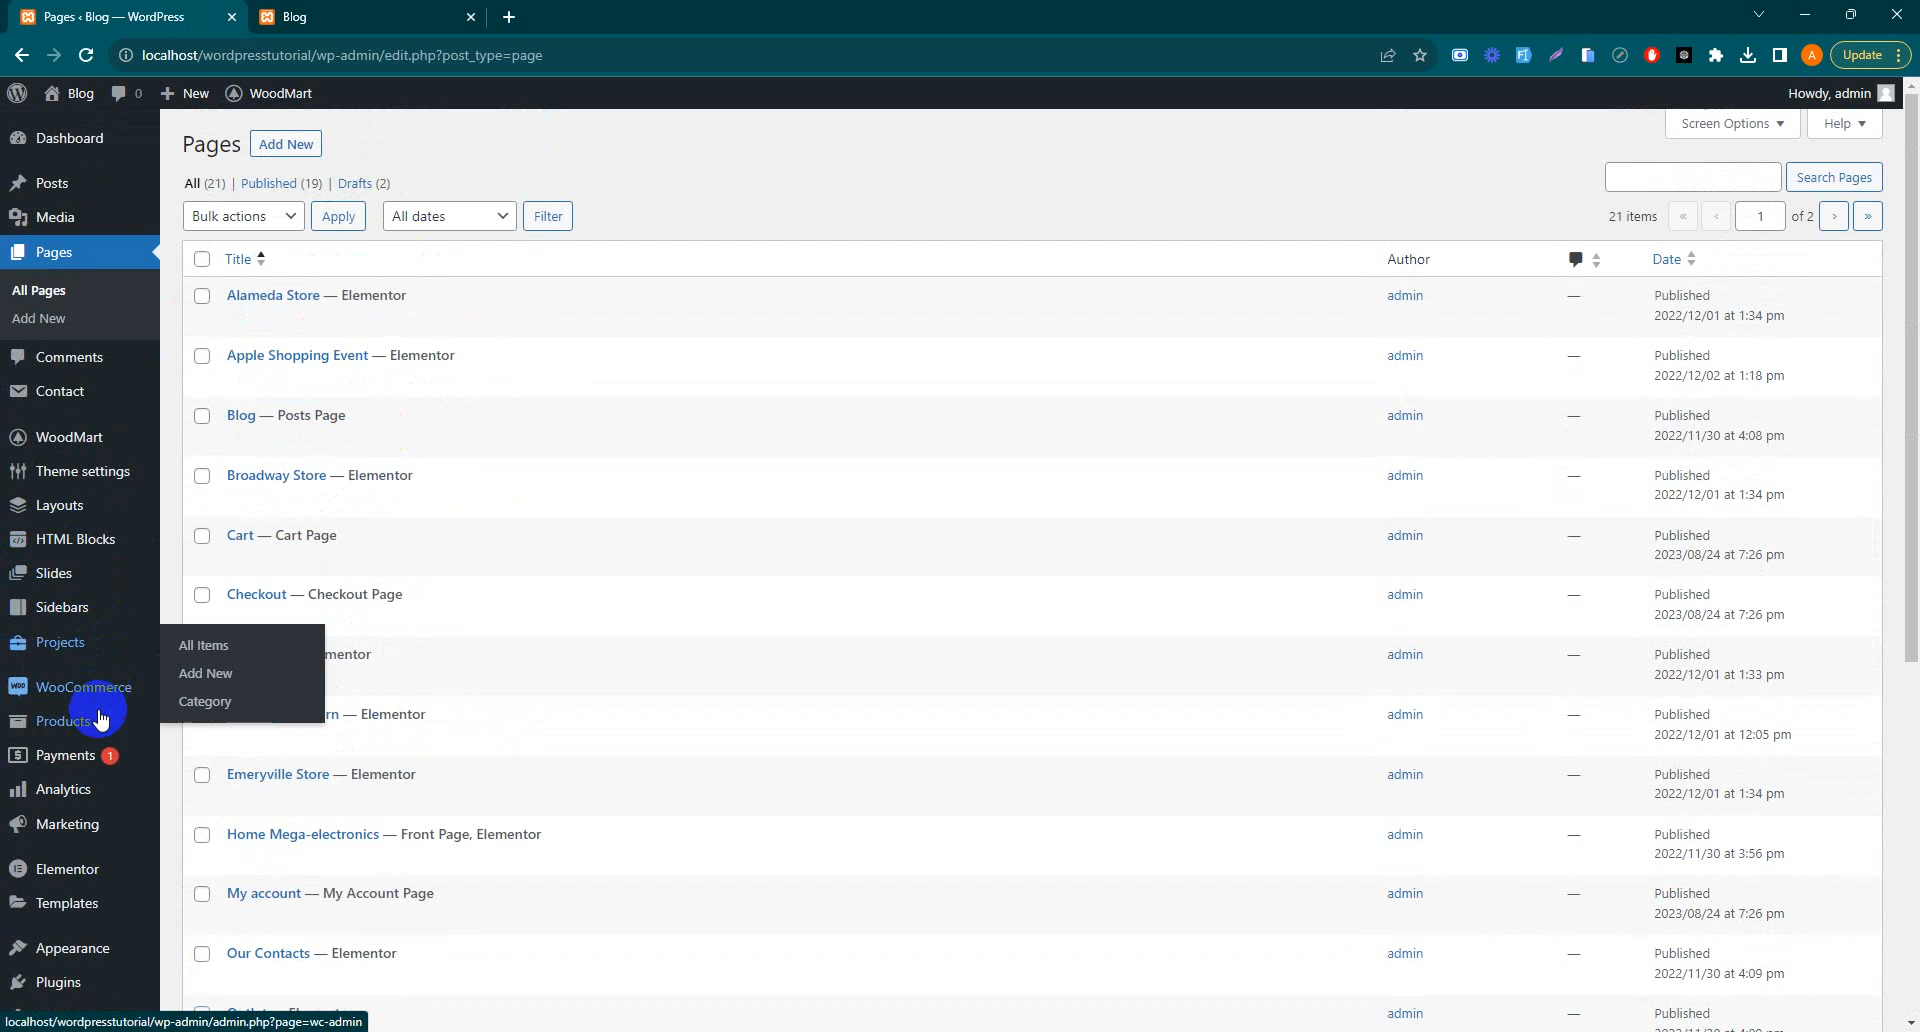 Pages ‹ Blog — WordPress
Blog
localhost/wordpresstutorial/wp-admin/edit.php?post_type=page
A
Update
Blog
0
New
WoodMart
Howdy, admin
Dashboard
Posts
Media
Pages
All Pages
Add New
Comments
Contact
WoodMart
Theme settings
Layouts
HTML Blocks
Slides
Sidebars
Projects
WooCommerce
Products
Payments 1
Analytics
Marketing
Elementor
Templates
Appearance
Plugins
All Items
Add New
Category
Pages
Add New
Screen Options
Help
All (21) | Published (19) | Drafts (2)
Search Pages
Bulk actions
Apply
All dates
Filter
21 items « ‹ 1 of 2 › »
Title
Author
Date
Alameda Store — Elementor
admin
—
Published
2022/12/01 at 1:34 pm
Apple Shopping Event — Elementor
admin
—
Published
2022/12/02 at 1:18 pm
Blog — Posts Page
admin
—
Published
2022/11/30 at 4:08 pm
Broadway Store — Elementor
admin
—
Published
2022/12/01 at 1:34 pm
Cart — Cart Page
admin
—
Published
2023/08/24 at 7:26 pm
Checkout — Checkout Page
admin
—
Published
2023/08/24 at 7:26 pm
mentor
admin
—
Published
2022/12/01 at 1:33 pm
rn — Elementor
admin
—
Published
2022/12/01 at 12:05 pm
Emeryville Store — Elementor
admin
—
Published
2022/12/01 at 1:34 pm
Home Mega-electronics — Front Page, Elementor
admin
—
Published
2022/11/30 at 3:56 pm
My account — My Account Page
admin
—
Published
2023/08/24 at 7:26 pm
Our Contacts — Elementor
admin
—
Published
2022/11/30 at 4:09 pm
admin
—
Published
localhost/wordpresstutorial/wp-admin/admin.php?page=wc-admin